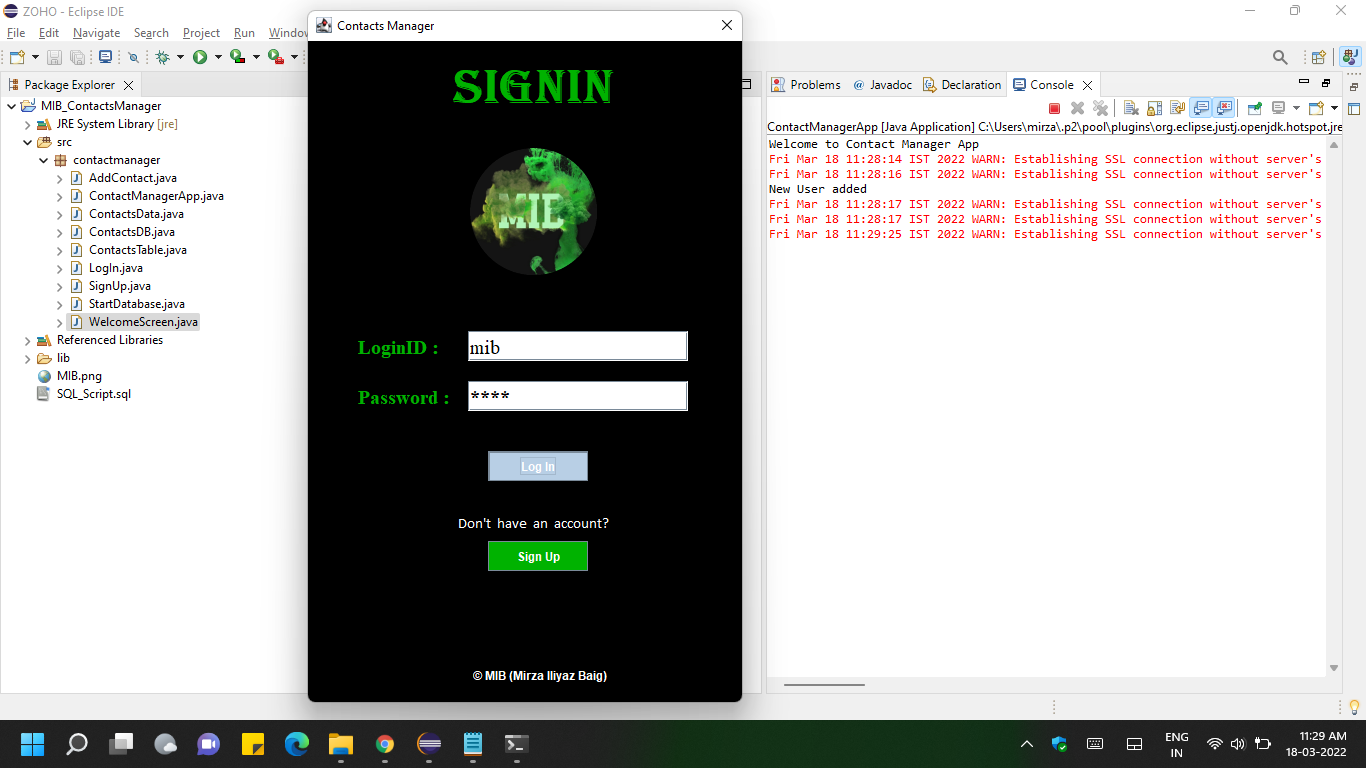 ZOHO - Eclipse IDE
File Edit Navigate Search Project Run Window
Package Explorer
MIB_ContactsManager
JRE System Library [jre]
src
contactmanager
AddContact.java
ContactManagerApp.java
ContactsData.java
ContactsDB.java
ContactsTable.java
LogIn.java
SignUp.java
StartDatabase.java
WelcomeScreen.java
Referenced Libraries
lib
MIB.png
SQL_Script.sql
Contacts Manager
SIGNIN
MIB
LoginID :
mib
Password :
****
Log In
Don't have an account?
Sign Up
© MIB (Mirza Iliyaz Baig)
Problems @ Javadoc Declaration Console
ContactManagerApp [Java Application] C:\Users\mirza\.p2\pool\plugins\org.eclipse.justj.openjdk.hotspot.jre
Welcome to Contact Manager App
Fri Mar 18 11:28:14 IST 2022 WARN: Establishing SSL connection without server's
Fri Mar 18 11:28:16 IST 2022 WARN: Establishing SSL connection without server's
New User added
Fri Mar 18 11:28:17 IST 2022 WARN: Establishing SSL connection without server's
Fri Mar 18 11:28:17 IST 2022 WARN: Establishing SSL connection without server's
Fri Mar 18 11:29:25 IST 2022 WARN: Establishing SSL connection without server's
ENG
IN
11:29 AM
18-03-2022